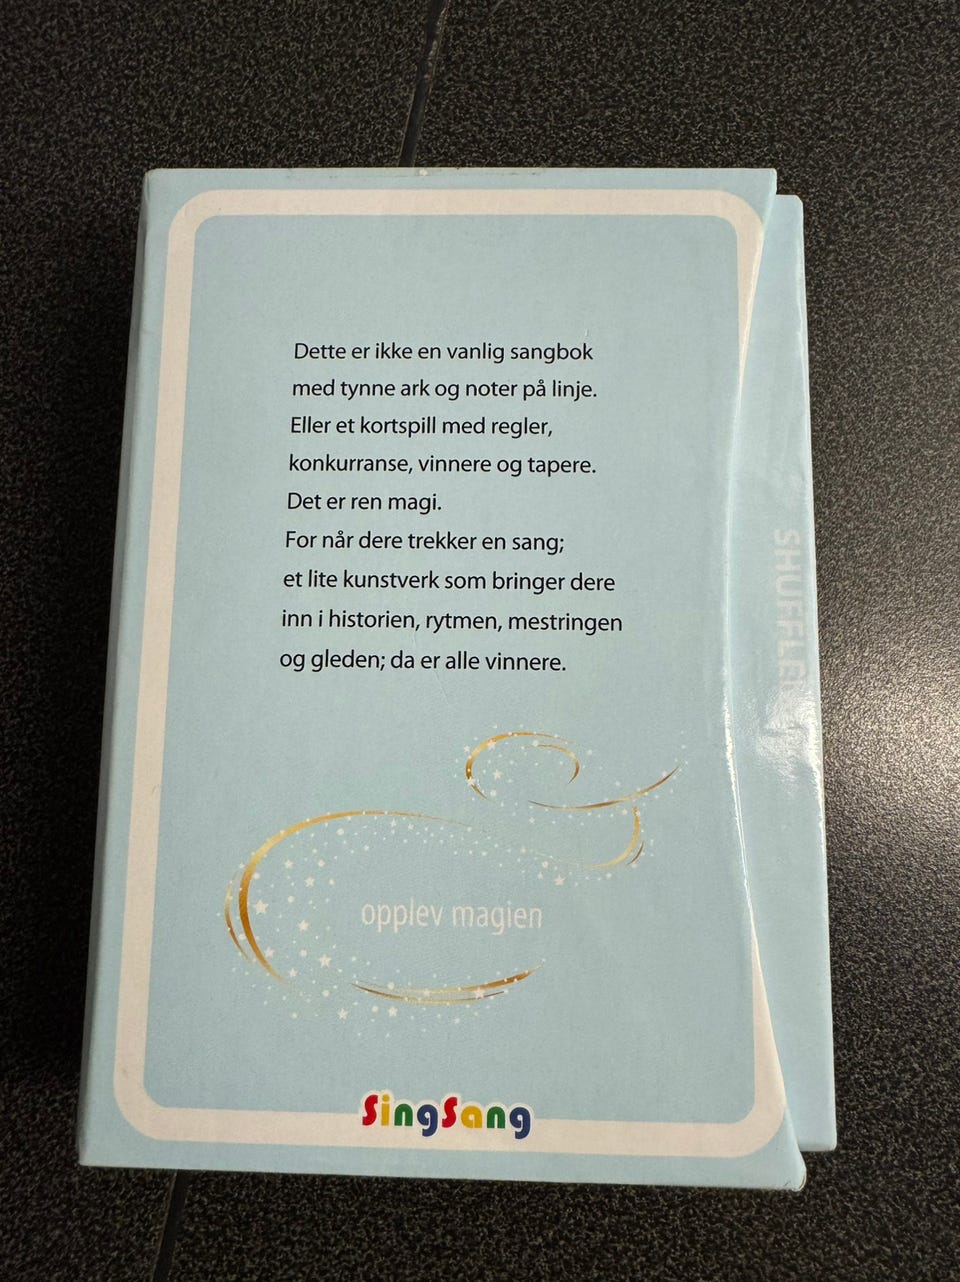 Dette er ikke en vanlig sangbok
med tynne ark og noter på linje.
Eller et kortspill med regler,
konkurranse, vinnere og tapere.
Det er ren magi.
For når dere trekker en sang;
et lite kunstverk som bringer dere
inn i historien, rytmen, mestringen
og gleden; da er alle vinnere.
SHUFFLE
opplev magien
SingSang